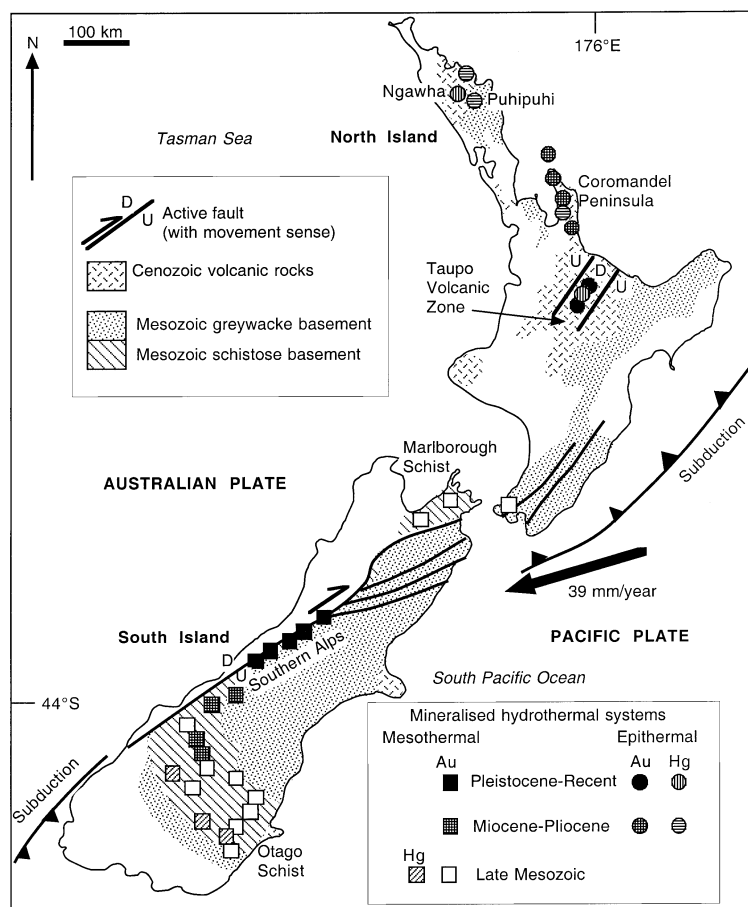 100 km
176°E
N
Ngawha
Puhipuhi
Tasman Sea
North Island
D
U
Active fault
(with movement sense)
Cenozoic volcanic rocks
Mesozoic greywacke basement
Mesozoic schistose basement
Coromandel
Peninsula
U
D
U
Taupo
Volcanic
Zone
Marlborough
Schist
Subduction
AUSTRALIAN PLATE
39 mm/year
South Island
PACIFIC PLATE
D
U
Southern Alps
South Pacific Ocean
44°S
Subduction
Otago
Schist
Mineralised hydrothermal systems
Mesothermal Epithermal
Au Au Hg
Pleistocene-Recent
Miocene-Pliocene
Hg
Late Mesozoic